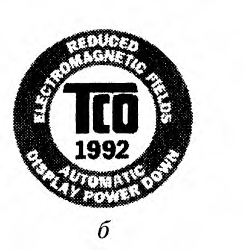 REDUCED
ELECTROMAGNETIC FIELDS
TCO
1992
AUTOMATIC
DISPLAY POWER DOWN
б